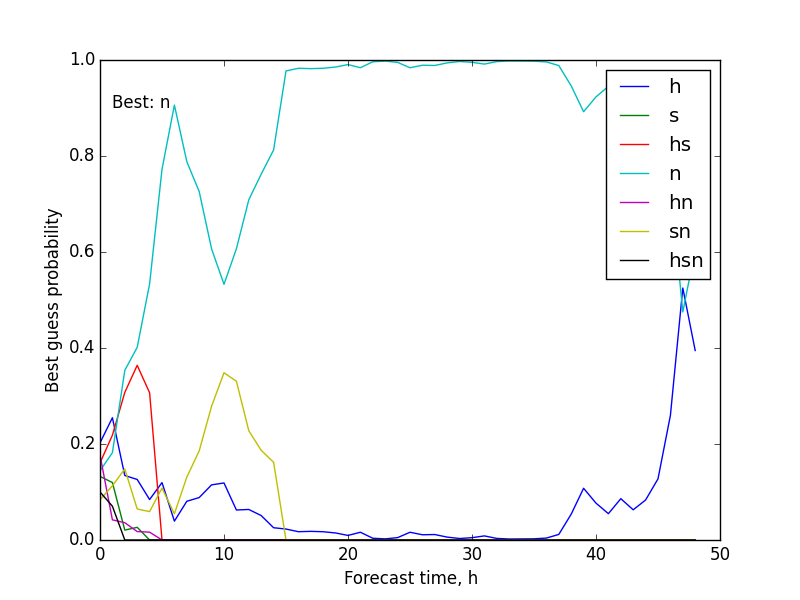 1.0
0.8
0.6
0.4
0.2
0.0
Best guess probability
Best: n
h
s
hs
n
hn
sn
hsn
0 10 20 30 40 50
Forecast time, h